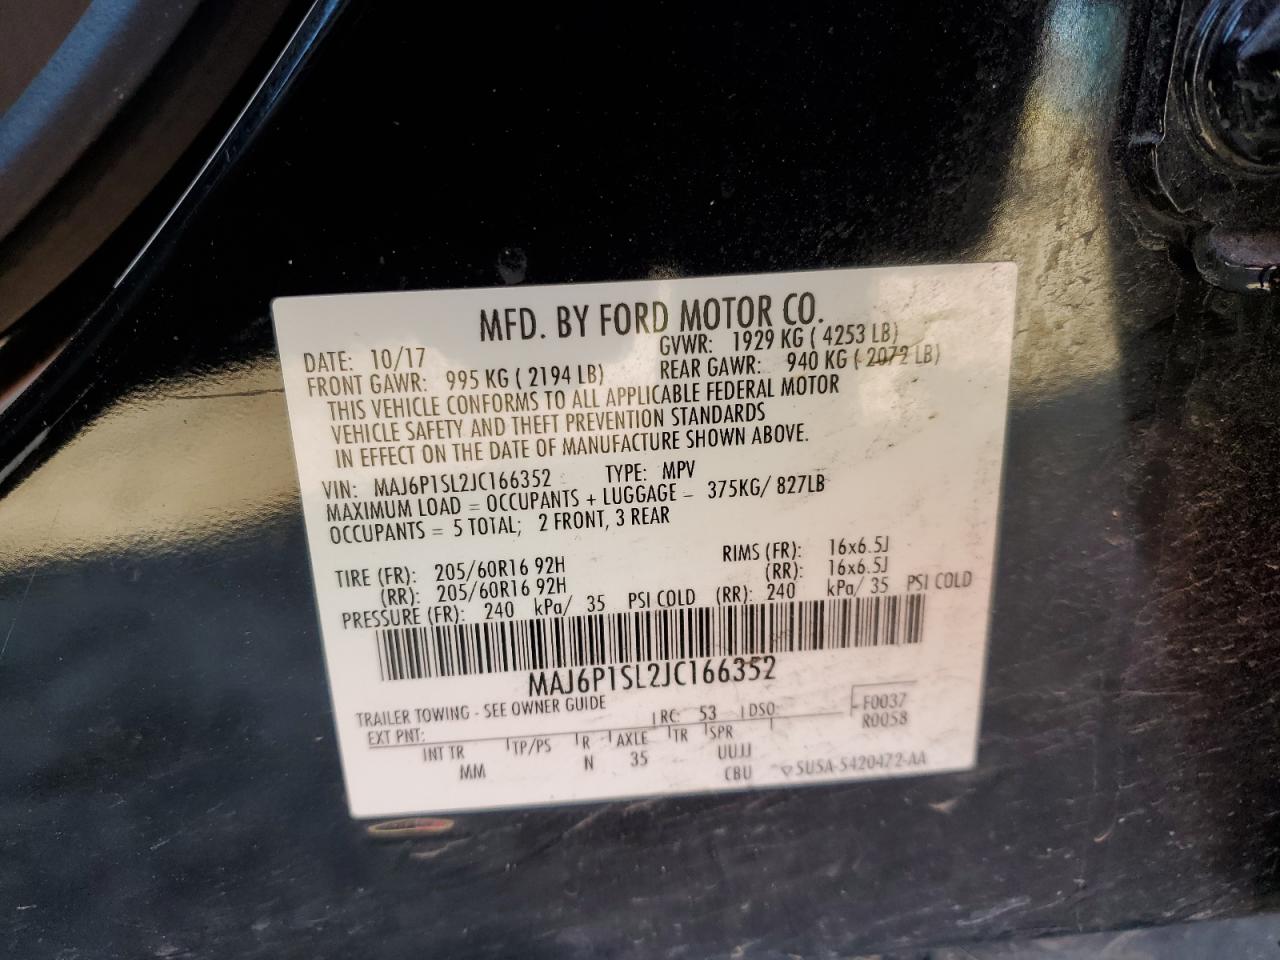 MFD. BY FORD MOTOR CO.
DATE: 10/17 GVWR: 1929 KG ( 4253 LB)
FRONT GAWR: 995 KG ( 2194 LB) REAR GAWR: 940 KG ( 2072 LB)
THIS VEHICLE CONFORMS TO ALL APPLICABLE FEDERAL MOTOR
VEHICLE SAFETY AND THEFT PREVENTION STANDARDS
IN EFFECT ON THE DATE OF MANUFACTURE SHOWN ABOVE.
VIN: MAJ6P1SL2JC166352 TYPE: MPV
MAXIMUM LOAD = OCCUPANTS + LUGGAGE = 375KG/ 827LB
OCCUPANTS = 5 TOTAL; 2 FRONT, 3 REAR
TIRE (FR): 205/60R16 92H RIMS (FR): 16x6.5J
(RR): 205/60R16 92H (RR): 16x6.5J
PRESSURE (FR): 240 kPa/ 35 PSI COLD (RR): 240 kPa/ 35 PSI COLD
MAJ6P1SL2JC166352
TRAILER TOWING - SEE OWNER GUIDE
EXT PNT: RC: 53 DSO: F0037
R0058
INT TR TP/PS R AXLE TR SPR
MM N 35 UUJJ
CBU 5U5A-5420472-AA